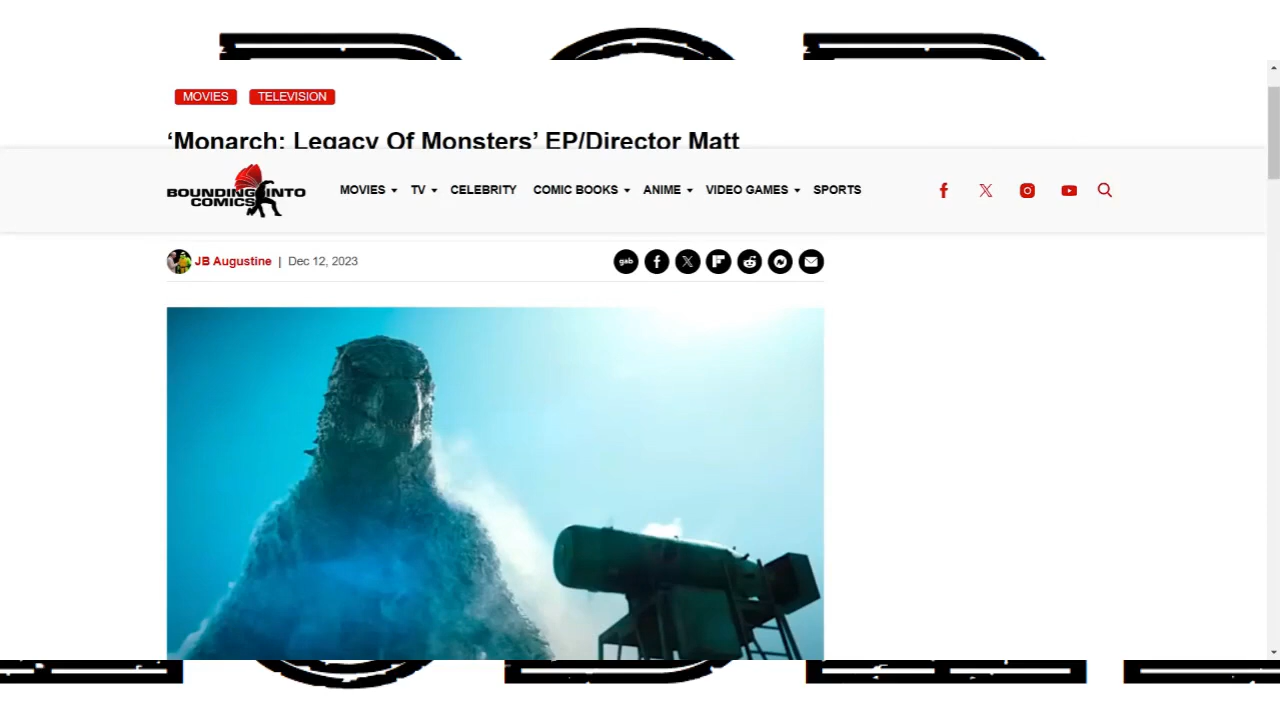 MOVIES TELEVISION
‘Monarch: Legacy Of Monsters’ EP/Director Matt
BOUNDING INTO
COMICS
MOVIES TV CELEBRITY COMIC BOOKS ANIME VIDEO GAMES SPORTS
JB Augustine | Dec 12, 2023
gab